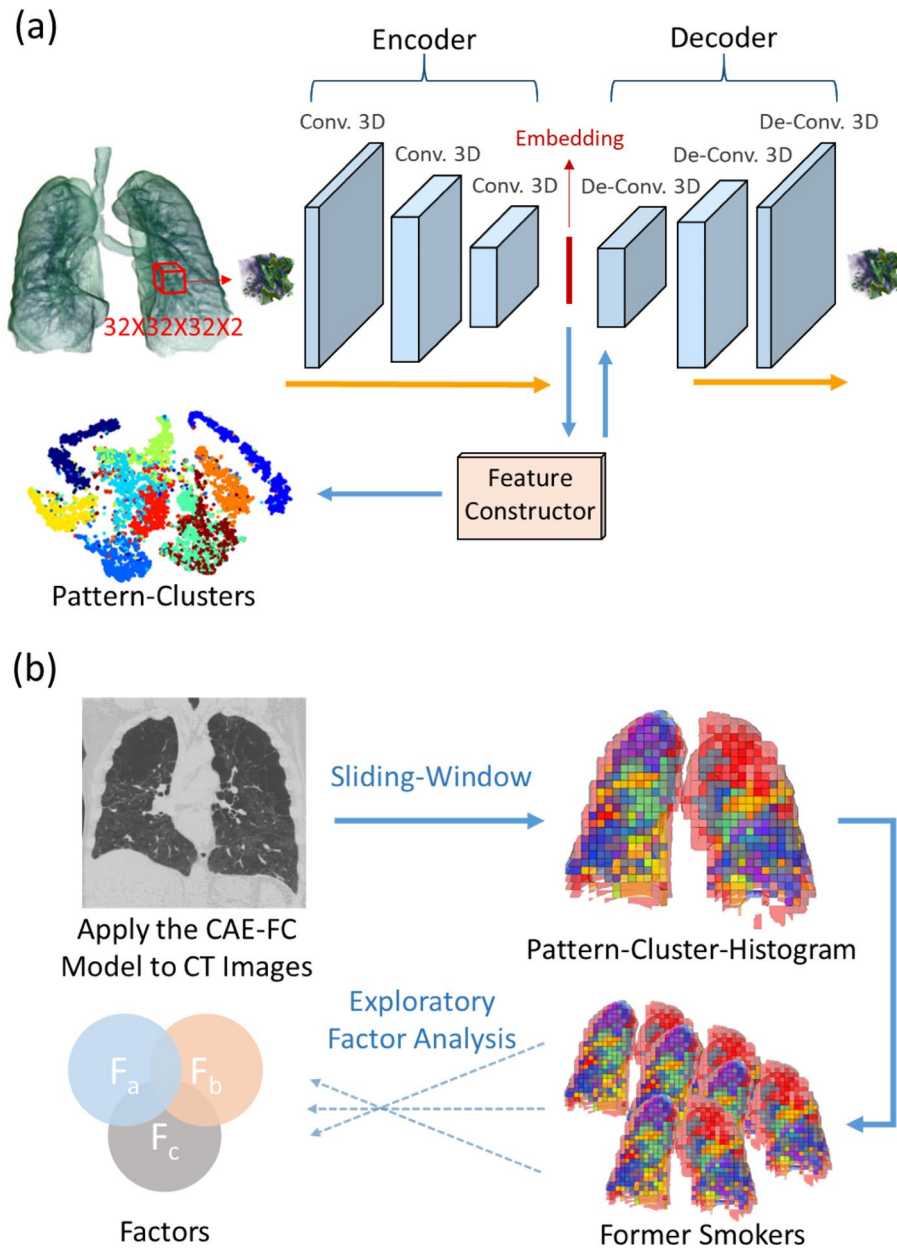 (a)
Encoder
Decoder
Conv. 3D
Conv. 3D
Conv. 3D
Embedding
De-Conv. 3D
De-Conv. 3D
De-Conv. 3D
32X32X32X2
Feature
Constructor
Pattern-Clusters
(b)
Sliding-Window
Apply the CAE-FC
Model to CT Images
Pattern-Cluster-Histogram
Exploratory
Factor Analysis
Fa
Fb
Fc
Factors
Former Smokers